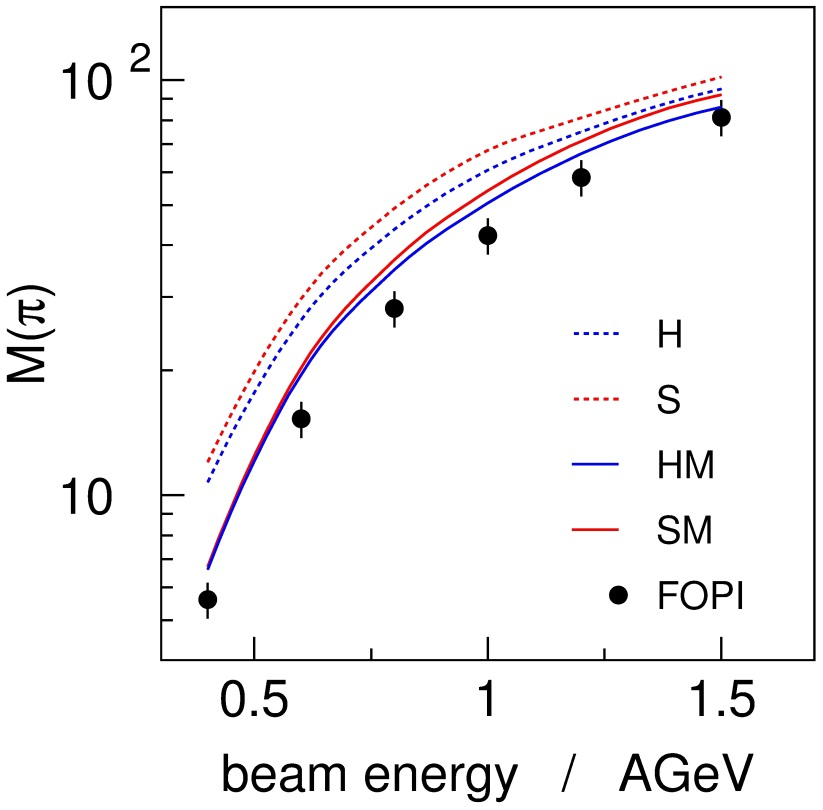 10 2
10
M(π)
H
S
HM
SM
FOPI
0.5 1 1.5
beam energy / AGeV